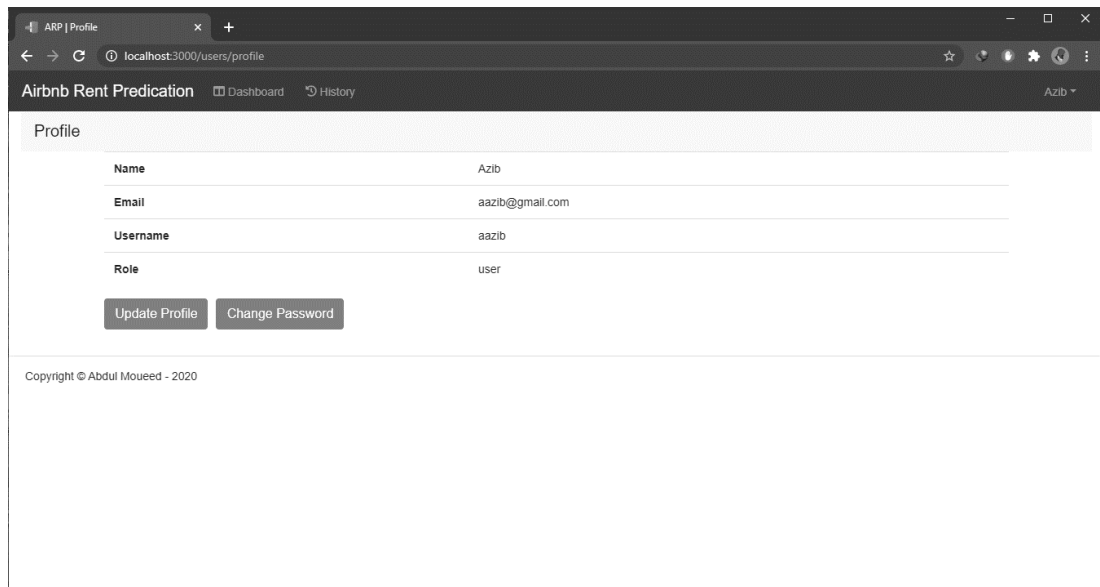 ARP | Profile
localhost:3000/users/profile
Airbnb Rent Predication Dashboard History Azib
Profile
Name Azib
Email aazib@gmail.com
Username aazib
Role user
Update Profile Change Password
Copyright © Abdul Moueed - 2020